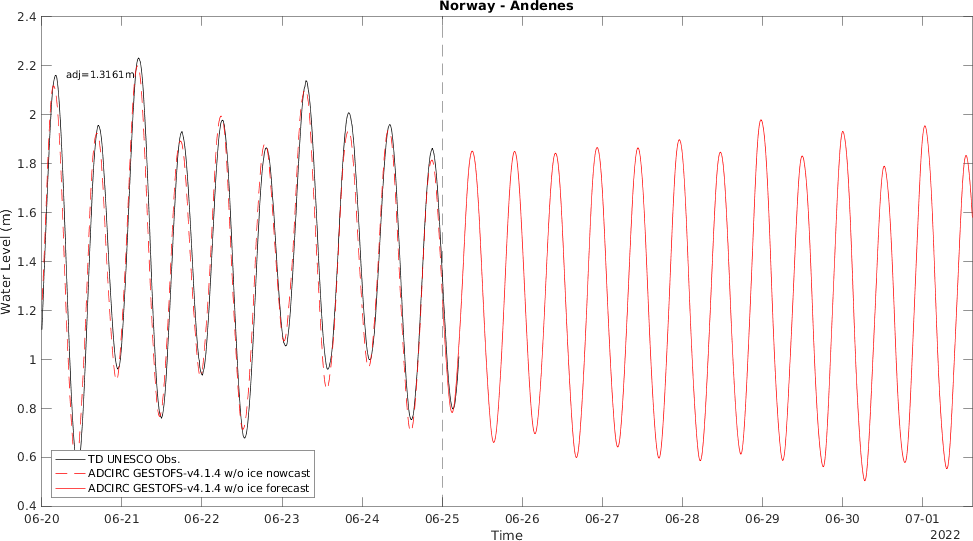 Norway - Andenes
2.4
2.2
2
1.8
1.6
1.4
1.2
1
0.8
0.6
0.4
Water Level (m)
adj=1.3161m
TD UNESCO Obs.
ADCIRC GESTOFS-v4.1.4 w/o ice nowcast
ADCIRC GESTOFS-v4.1.4 w/o ice forecast
06-20 06-21 06-22 06-23 06-24 06-25 06-26 06-27 06-28 06-29 06-30 07-01
2022
Time